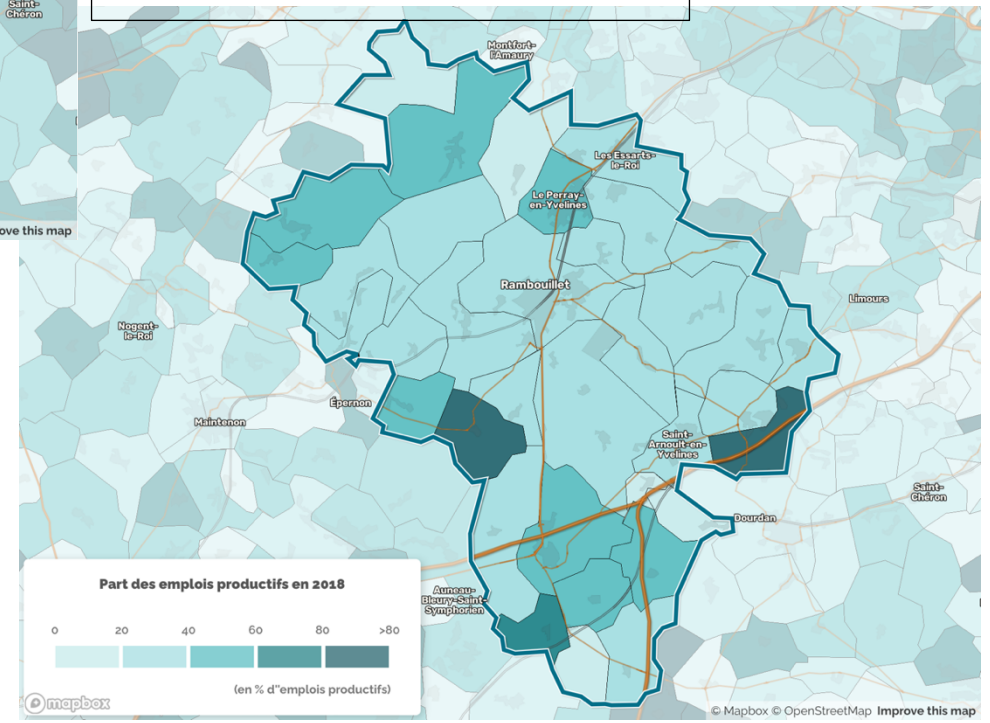 Saint-
Chéron
ove this map
Montfort-
l'Amaury
Les Essarts-
le-Roi
Le Perray-
en-Yvelines
Rambouillet
Limours
Nogent-
le-Roi
Épernon
Maintenon
Saint-
Arnoult-en-
Yvelines
Saint-
Chéron
Dourdan
Auneau-
Bleury-Saint-
Symphorien
Part des emplois productifs en 2018
0 20 40 60 80 >80
(en % d''emplois productifs)
mapbox
© Mapbox © OpenStreetMap Improve this map